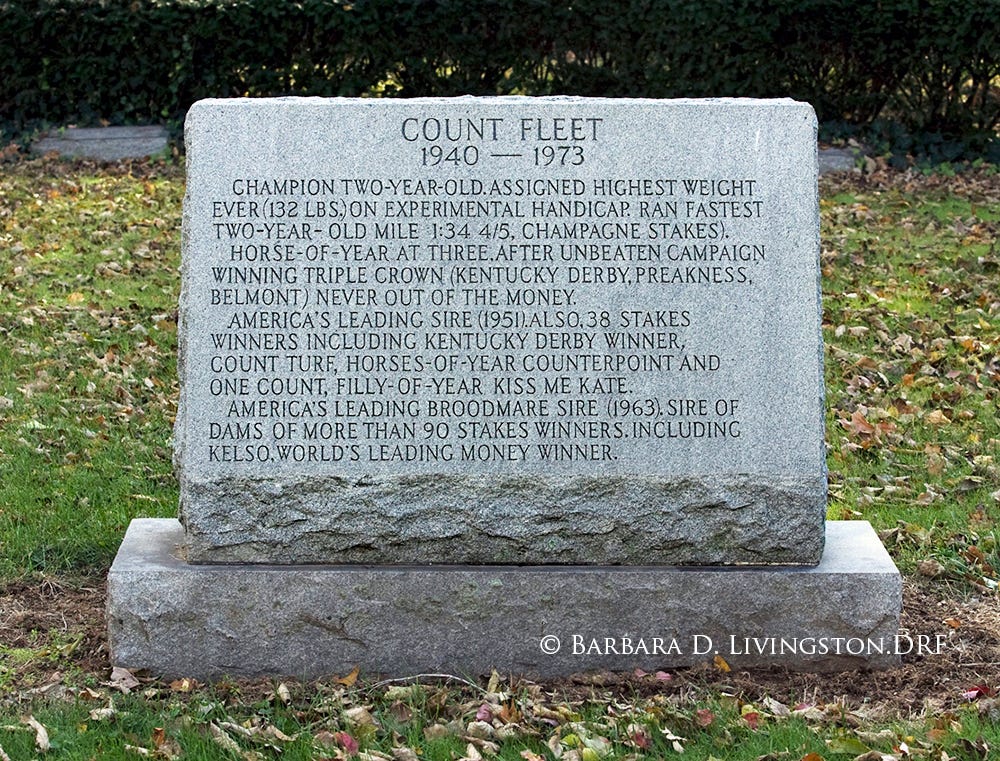 COUNT FLEET
1940 — 1973
CHAMPION TWO-YEAR-OLD. ASSIGNED HIGHEST WEIGHT
EVER (132 LBS.) ON EXPERIMENTAL HANDICAP. RAN FASTEST
TWO-YEAR- OLD MILE 1:34 4/5, CHAMPAGNE STAKES).
HORSE-OF-YEAR AT THREE. AFTER UNBEATEN CAMPAIGN
WINNING TRIPLE CROWN (KENTUCKY DERBY, PREAKNESS,
BELMONT) NEVER OUT OF THE MONEY.
AMERICA'S LEADING SIRE (1951). ALSO, 38 STAKES
WINNERS INCLUDING KENTUCKY DERBY WINNER,
COUNT TURF, HORSES-OF-YEAR COUNTERPOINT AND
ONE COUNT, FILLY-OF-YEAR KISS ME KATE.
AMERICA'S LEADING BROODMARE SIRE (1963). SIRE OF
DAMS OF MORE THAN 90 STAKES WINNERS. INCLUDING
KELSO, WORLD'S LEADING MONEY WINNER.
© BARBARA D. LIVINGSTON.DRF